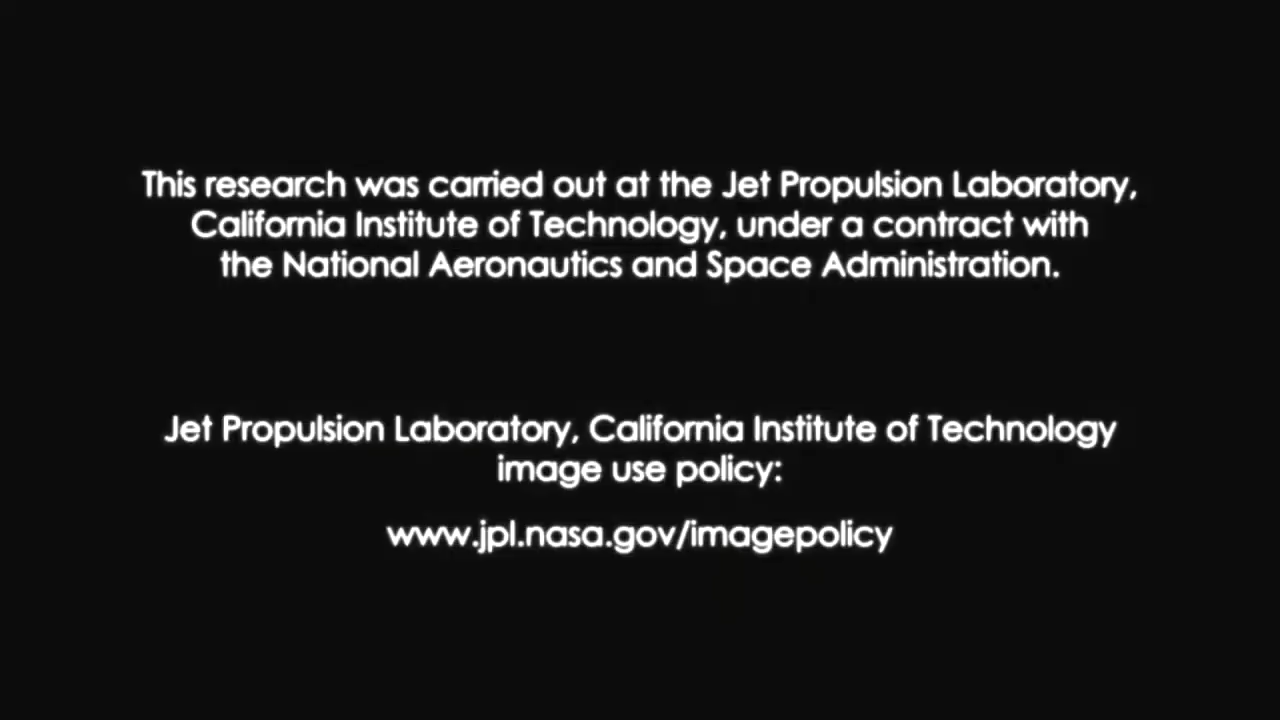 This research was carried out at the Jet Propulsion Laboratory,
California Institute of Technology, under a contract with
the National Aeronautics and Space Administration.
Jet Propulsion Laboratory, California Institute of Technology
image use policy:
www.jpl.nasa.gov/imagepolicy